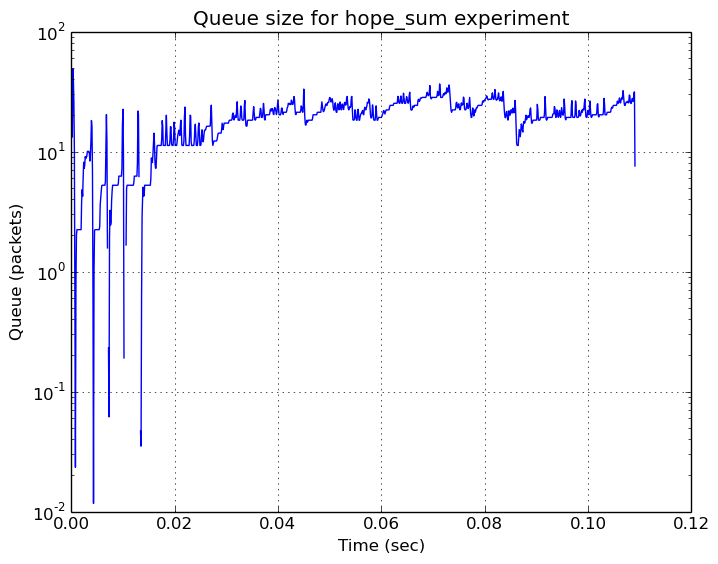 Queue size for hope_sum experiment
10^2
10^1
10^0
10^-1
10^-2
Queue (packets)
0.00 0.02 0.04 0.06 0.08 0.10 0.12
Time (sec)